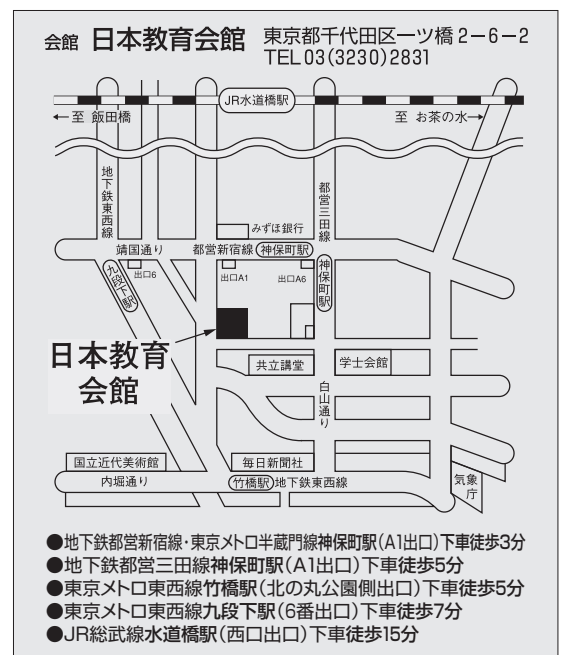 会館 日本教育会館 東京都千代田区一ツ橋2-6-2
TEL03(3230)2831
JR水道橋駅
←至 飯田橋
至 お茶の水→
地下鉄東西線
都営三田線
みずほ銀行
靖国通り
都営新宿線
神保町駅
九段下駅
出口6
出口A1
出口A6
神保町駅
日本教育
会館
共立講堂
学士会館
白山通り
国立近代美術館
毎日新聞社
内堀通り
竹橋駅
地下鉄東西線
気象庁
●地下鉄都営新宿線・東京メトロ半蔵門線神保町駅(A1出口)下車徒歩3分
●地下鉄都営三田線神保町駅(A1出口)下車徒歩5分
●東京メトロ東西線竹橋駅(北の丸公園側出口)下車徒歩5分
●東京メトロ東西線九段下駅(6番出口)下車徒歩7分
●JR総武線水道橋駅(西口出口)下車徒歩15分